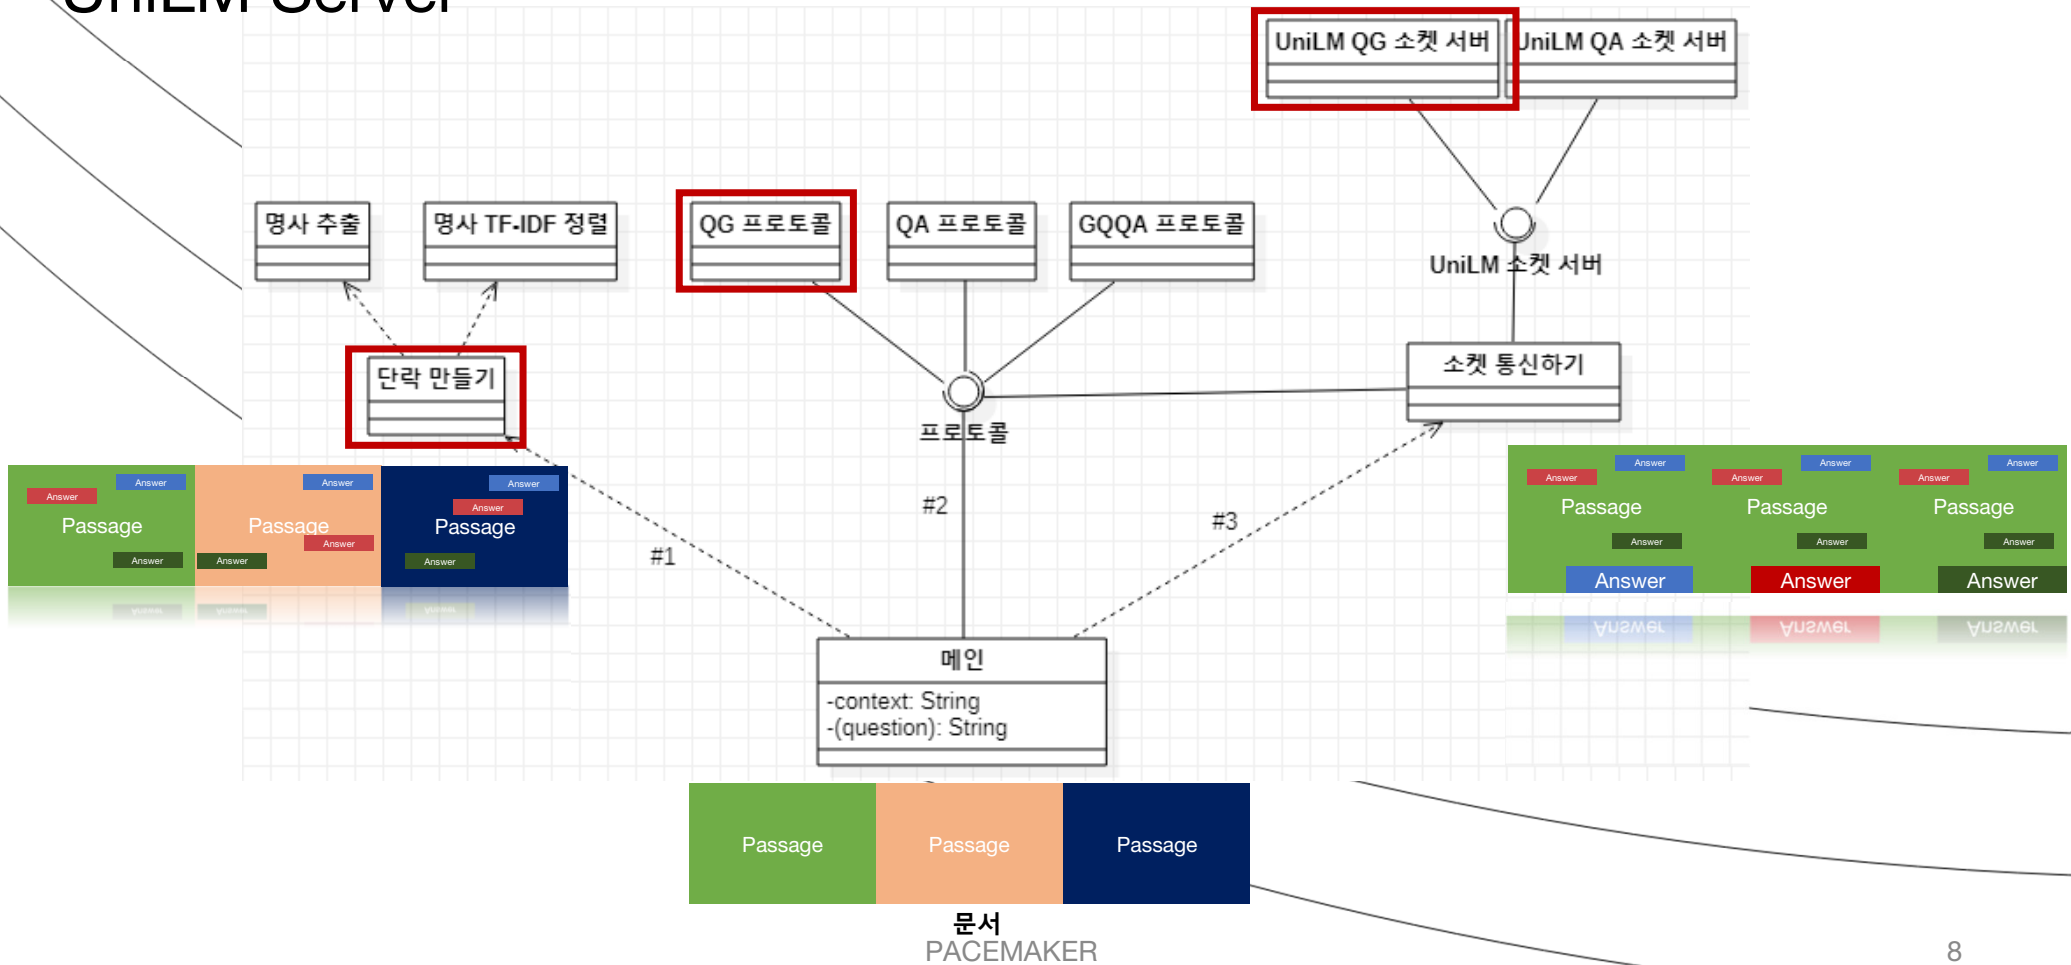 UniLM Server
UniLM QG 소켓 서버
UniLM QA 소켓 서버
명사 추출
명사 TF-IDF 정렬
QG 프로토콜
QA 프로토콜
GQQA 프로토콜
UniLM 소켓 서버
단락 만들기
소켓 통신하기
프로토콜
#1
#2
#3
Answer
Answer
Passage
Answer
Answer
Passage
Answer
Answer
Answer
Answer
Passage
Answer
Answer
Answer
Passage
Answer
Answer
Answer
Answer
Passage
Answer
Answer
Answer
Answer
Passage
Answer
Answer
메인
-context: String
-(question): String
Passage
Passage
Passage
문서
PACEMAKER
8